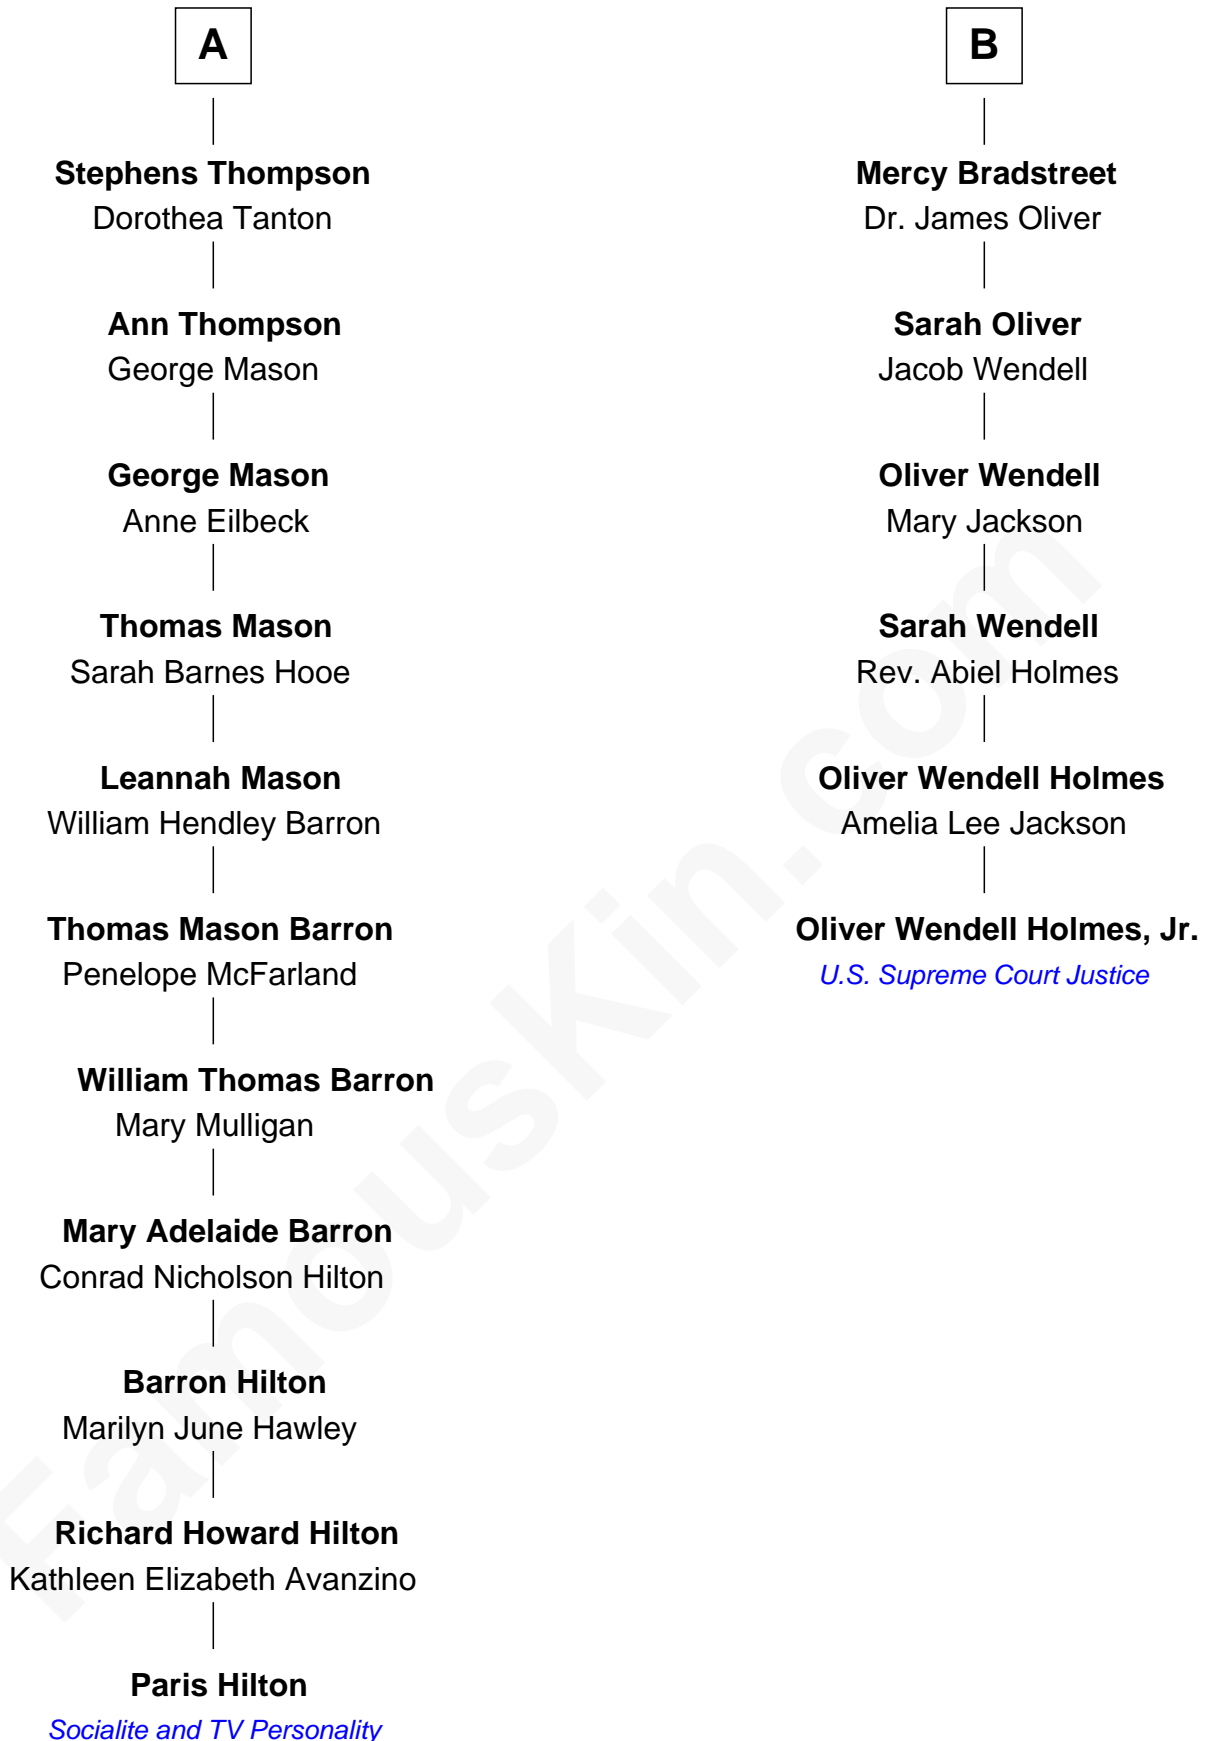 A
Stephens Thompson
Dorothea Tanton
Ann Thompson
George Mason
George Mason
Anne Eilbeck
Thomas Mason
Sarah Barnes Hooe
Leannah Mason
William Hendley Barron
Thomas Mason Barron
Penelope McFarland
William Thomas Barron
Mary Mulligan
Mary Adelaide Barron
Conrad Nicholson Hilton
Barron Hilton
Marilyn June Hawley
Richard Howard Hilton
Kathleen Elizabeth Avanzino
Paris Hilton
Socialite and TV Personality
B
Mercy Bradstreet
Dr. James Oliver
Sarah Oliver
Jacob Wendell
Oliver Wendell
Mary Jackson
Sarah Wendell
Rev. Abiel Holmes
Oliver Wendell Holmes
Amelia Lee Jackson
Oliver Wendell Holmes, Jr.
U.S. Supreme Court Justice
FamousKin.com